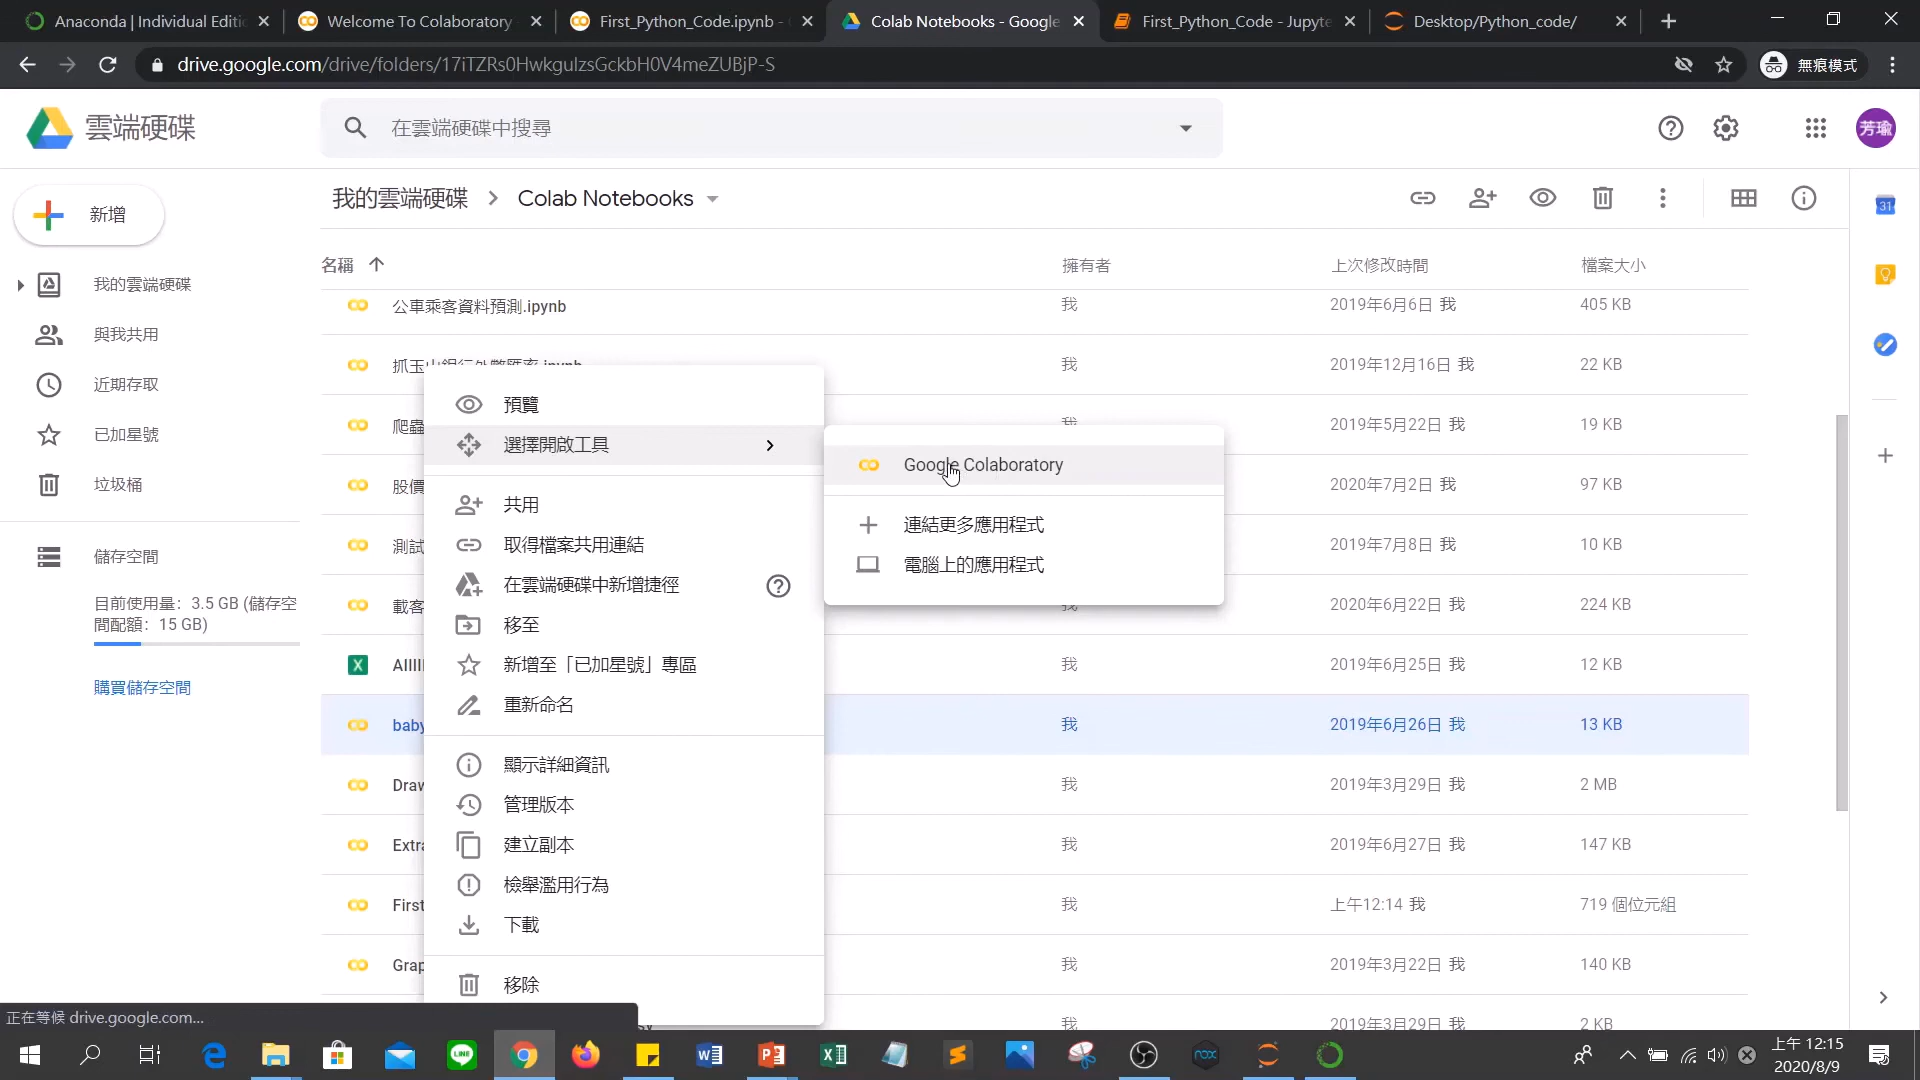 Anaconda | Individual Editi
Welcome To Colaboratory
First_Python_Code.ipynb -
Colab Notebooks - Google
First_Python_Code - Jupyte
Desktop/Python_code/
drive.google.com/drive/folders/17iTZRs0HwkgulzsGckbH0V4meZUBjP-S
無痕模式
雲端硬碟
在雲端硬碟中搜尋
芳瑜
新增
我的雲端硬碟
Colab Notebooks
31
名稱
擁有者
上次修改時間
檔案大小
我的雲端硬碟
與我共用
近期存取
已加星號
垃圾桶
儲存空間
目前使用量：3.5 GB (儲存空
間配額：15 GB)
購買儲存空間
公車乘客資料預測.ipynb
我
2019年6月6日 我
405 KB
抓玉山銀行外幣匯率.ipynb
我
2019年12月16日 我
22 KB
爬蟲
我
2019年5月22日 我
19 KB
股價
2020年7月2日 我
97 KB
測試
2019年7月8日 我
10 KB
載客
我
2020年6月22日 我
224 KB
AllIII
我
2019年6月25日 我
12 KB
baby
我
2019年6月26日 我
13 KB
Draw
我
2019年3月29日 我
2 MB
Extra
我
2019年6月27日 我
147 KB
First
我
上午12:14 我
719 個位元組
Grap
我
2019年3月22日 我
140 KB
我
2019年3月29日 我
2 KB
預覽
選擇開啟工具
共用
取得檔案共用連結
在雲端硬碟中新增捷徑
移至
新增至「已加星號」專區
重新命名
顯示詳細資訊
管理版本
建立副本
檢舉濫用行為
下載
移除
Google Colaboratory
連結更多應用程式
電腦上的應用程式
正在等候 drive.google.com...
LINE
nox
上午 12:15
2020/8/9